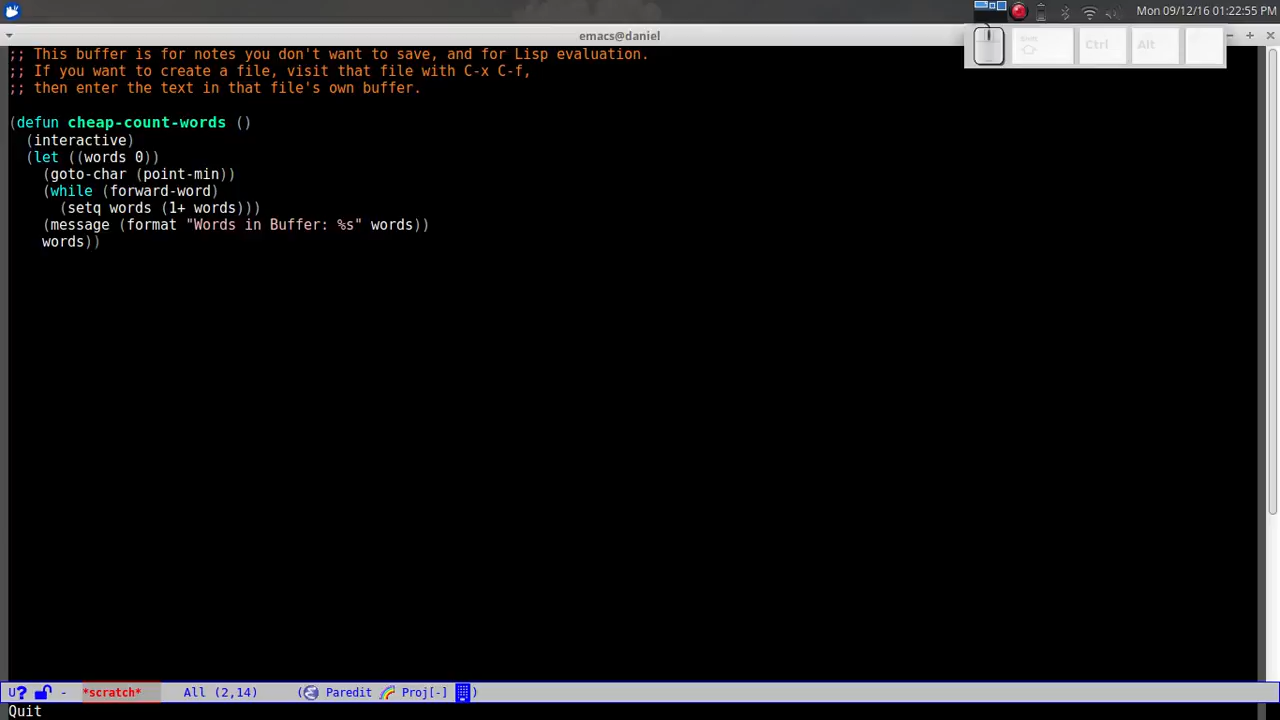 Mon 09/12/16 01:22:55 PM
emacs@daniel
Ctrl
Alt
;; This buffer is for notes you don't want to save, and for Lisp evaluation.
;; If you want to create a file, visit that file with C-x C-f,
;; then enter the text in that file's own buffer.
(defun cheap-count-words ()
  (interactive)
  (let ((words 0))
    (goto-char (point-min))
    (while (forward-word)
      (setq words (1+ words)))
    (message (format "Words in Buffer: %s" words))
    words))
U? - *scratch* All (2,14) ( Paredit Proj[-] )
Quit